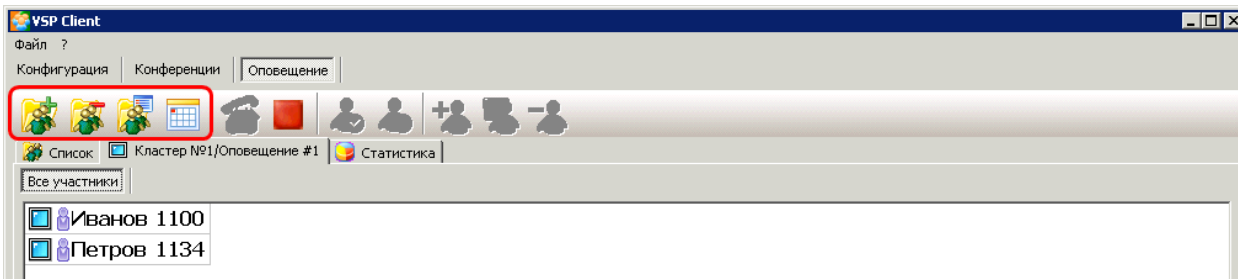 VSP Client
Файл ?
Конфигурация Конференции Оповещение
Список Кластер №1/Оповещение #1 Статистика
Все участники
Иванов 1100
Петров 1134